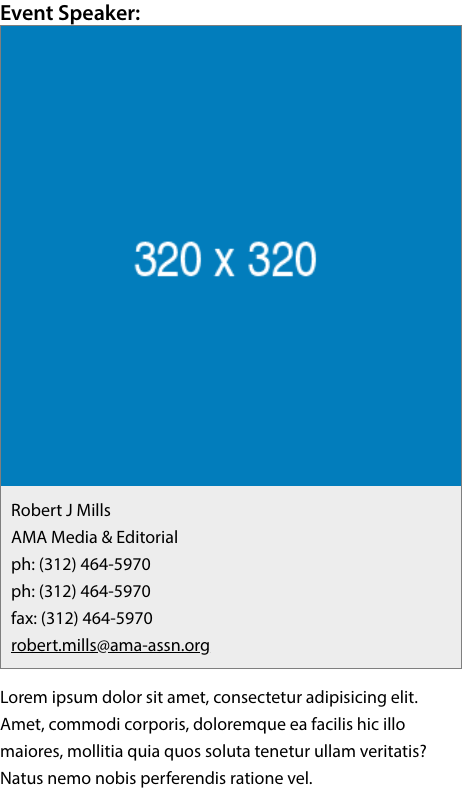 Event Speaker:
320 x 320
Robert J Mills
AMA Media & Editorial
ph: (312) 464-5970
ph: (312) 464-5970
fax: (312) 464-5970
robert.mills@ama-assn.org
Lorem ipsum dolor sit amet, consectetur adipisicing elit.
Amet, commodi corporis, doloremque ea facilis hic illo
maiores, mollitia quia quos soluta tenetur ullam veritatis?
Natus nemo nobis perferendis ratione vel.